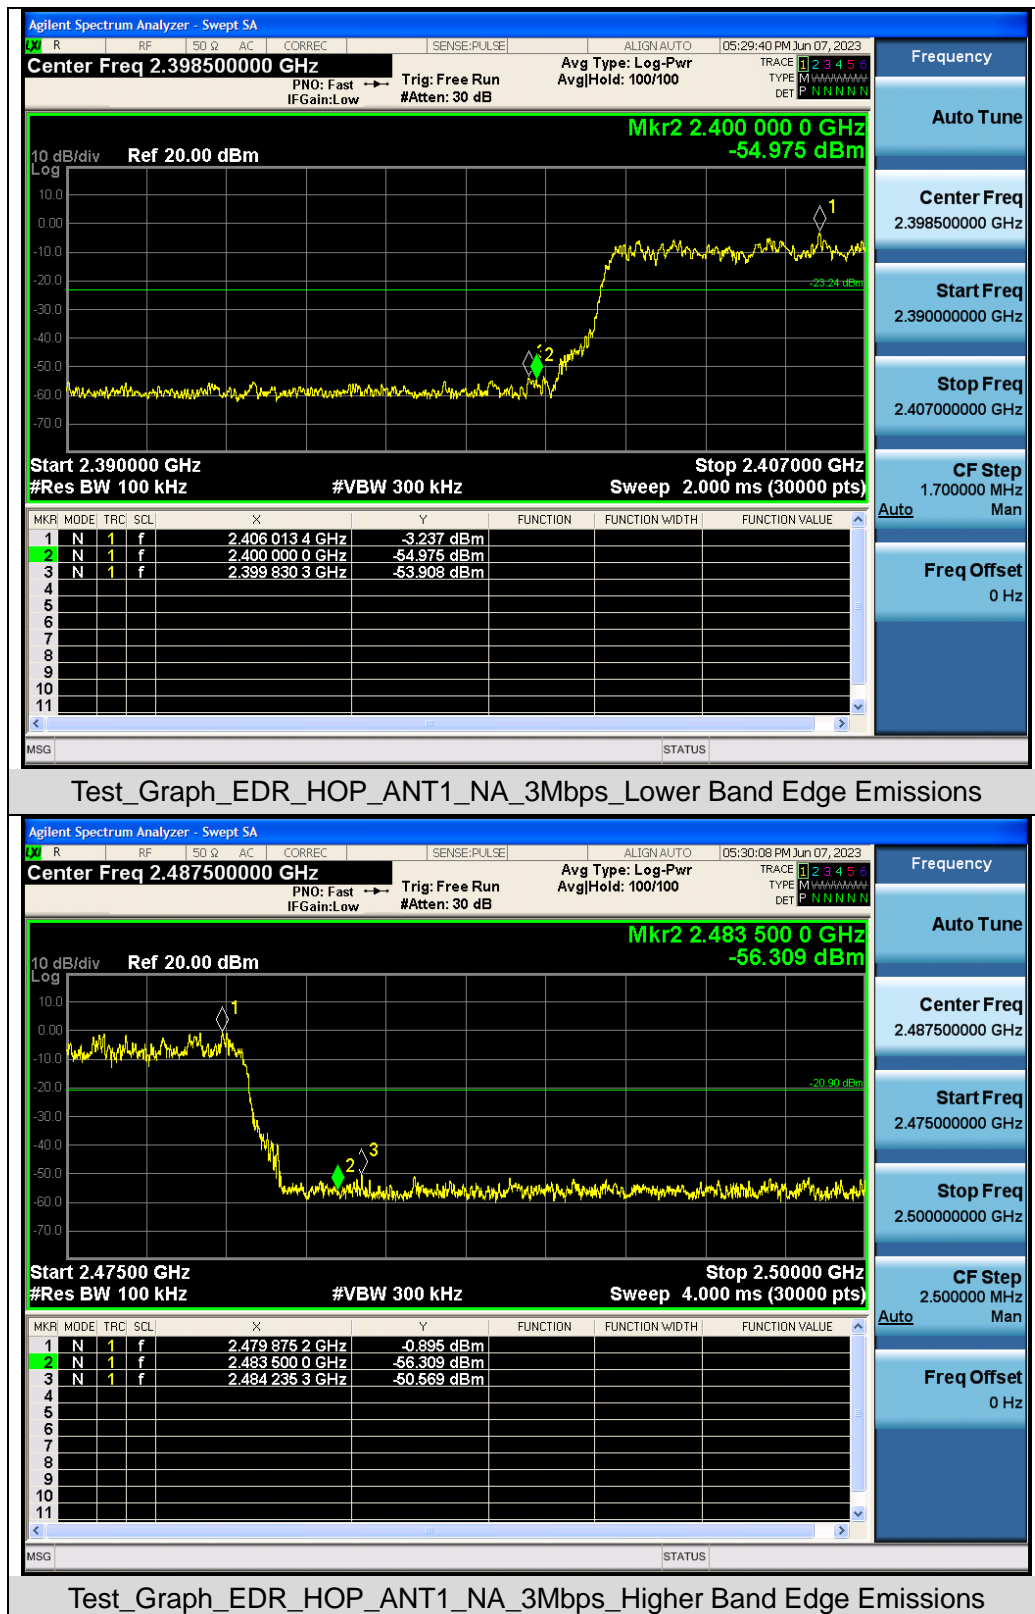 Agilent Spectrum Analyzer - Swept SA
LXI R RF 50 Ω AC CORREC SENSE:PULSE ALIGN AUTO 05:29:40 PM Jun 07, 2023
Center Freq 2.398500000 GHz
PNO: Fast
IFGain:Low
Trig: Free Run
#Atten: 30 dB
Avg Type: Log-Pwr
Avg|Hold: 100/100
TRACE 1 2 3 4 5 6
TYPE M W W W W W
DET P N N N N N
Mkr2 2.400 000 0 GHz
-54.975 dBm
10 dB/div Ref 20.00 dBm
Log
10.0
0.00
-10.0
-20.0
-30.0
-40.0
-50.0
-60.0
-70.0
1
-23.24 dBm
2
Start 2.390000 GHz Stop 2.407000 GHz
#Res BW 100 kHz #VBW 300 kHz Sweep 2.000 ms (30000 pts)
MKR MODE TRC SCL X Y FUNCTION FUNCTION WIDTH FUNCTION VALUE
1 N 1 f 2.406 013 4 GHz -3.237 dBm
2 N 1 f 2.400 000 0 GHz -54.975 dBm
3 N 1 f 2.399 830 3 GHz -53.908 dBm
4
5
6
7
8
9
10
11
MSG STATUS
Frequency
Auto Tune
Center Freq
2.398500000 GHz
Start Freq
2.390000000 GHz
Stop Freq
2.407000000 GHz
CF Step
1.700000 MHz
Auto Man
Freq Offset
0 Hz
Test_Graph_EDR_HOP_ANT1_NA_3Mbps_Lower Band Edge Emissions
Agilent Spectrum Analyzer - Swept SA
LXI R RF 50 Ω AC CORREC SENSE:PULSE ALIGN AUTO 05:30:08 PM Jun 07, 2023
Center Freq 2.487500000 GHz
PNO: Fast
IFGain:Low
Trig: Free Run
#Atten: 30 dB
Avg Type: Log-Pwr
Avg|Hold: 100/100
TRACE 1 2 3 4 5 6
TYPE M W W W W W
DET P N N N N N
Mkr2 2.483 500 0 GHz
-56.309 dBm
10 dB/div Ref 20.00 dBm
Log
10.0
0.00
-10.0
-20.0
-30.0
-40.0
-50.0
-60.0
-70.0
1
-20.90 dBm
2
3
Start 2.47500 GHz Stop 2.50000 GHz
#Res BW 100 kHz #VBW 300 kHz Sweep 4.000 ms (30000 pts)
MKR MODE TRC SCL X Y FUNCTION FUNCTION WIDTH FUNCTION VALUE
1 N 1 f 2.479 875 2 GHz -0.895 dBm
2 N 1 f 2.483 500 0 GHz -56.309 dBm
3 N 1 f 2.484 235 3 GHz -50.569 dBm
4
5
6
7
8
9
10
11
MSG STATUS
Frequency
Auto Tune
Center Freq
2.487500000 GHz
Start Freq
2.475000000 GHz
Stop Freq
2.500000000 GHz
CF Step
2.500000 MHz
Auto Man
Freq Offset
0 Hz
Test_Graph_EDR_HOP_ANT1_NA_3Mbps_Higher Band Edge Emissions